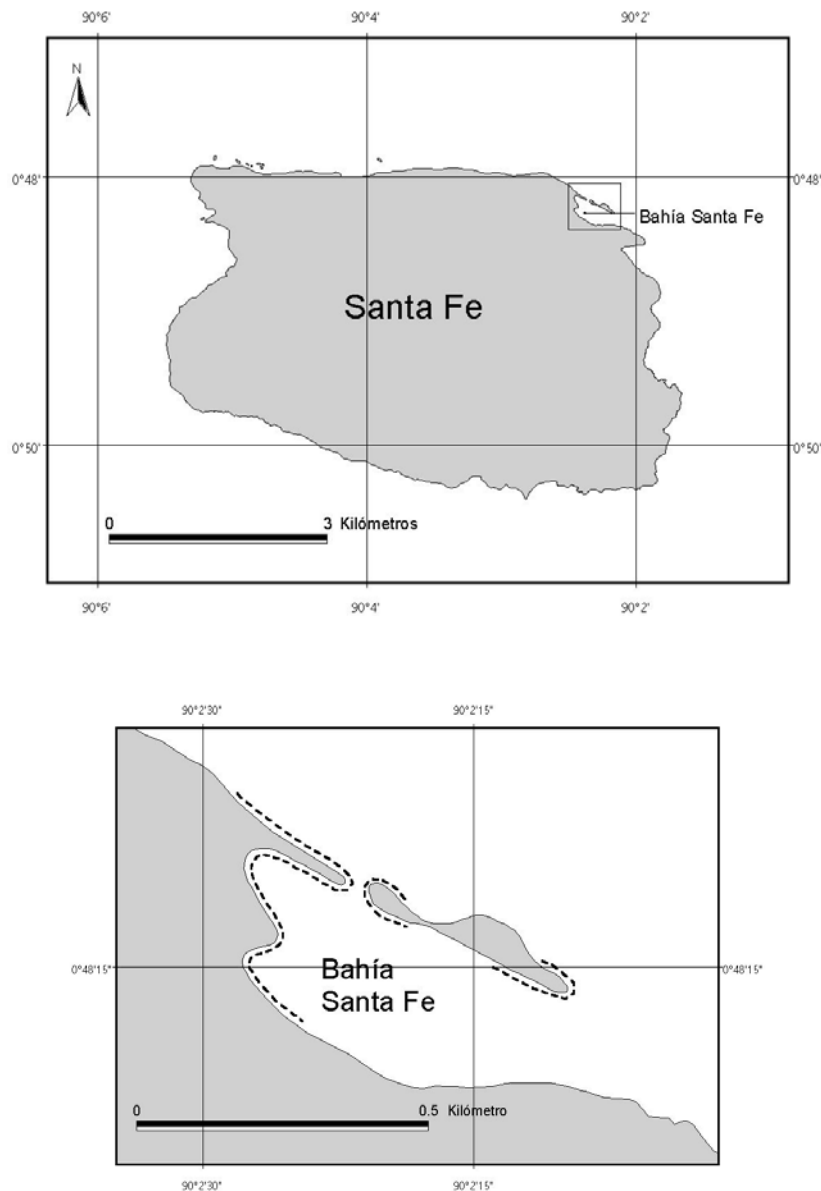 90°6' 90°4' 90°2'
N
0°48' 0°48'
Bahía Santa Fe
Santa Fe
0°50' 0°50'
0 3 Kilómetros
90°6' 90°4' 90°2'
90°2'30" 90°2'15"
0°48'15" 0°48'15"
Bahía
Santa Fe
0 0.5 Kilómetro
90°2'30" 90°2'15"